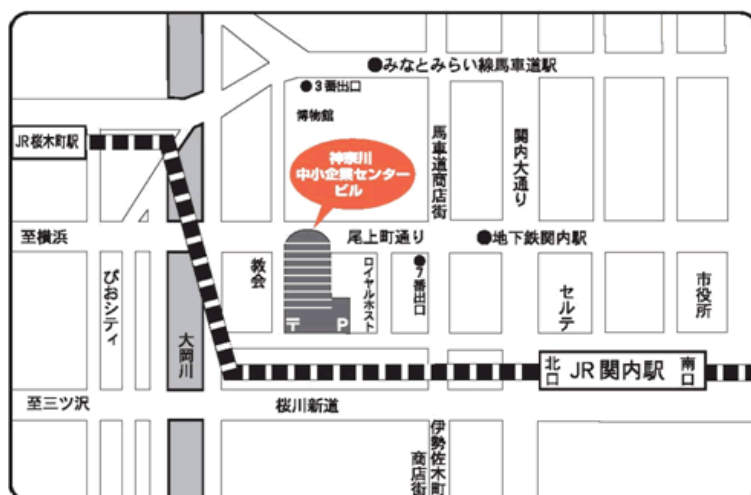 ●みなとみらい線馬車道駅
●3番出口
博物館
JR桜木町駅
神奈川
中小企業センター
ビル
馬車道商店街
関内大通り
至横浜
尾上町通り
●地下鉄関内駅
ぴおシティ
大岡川
教会
ロイヤルホスト
●7番出口
セルテ
市役所
〒
P
北口
JR関内駅
南口
至三ツ沢
桜川新道
伊勢佐木町
商店街